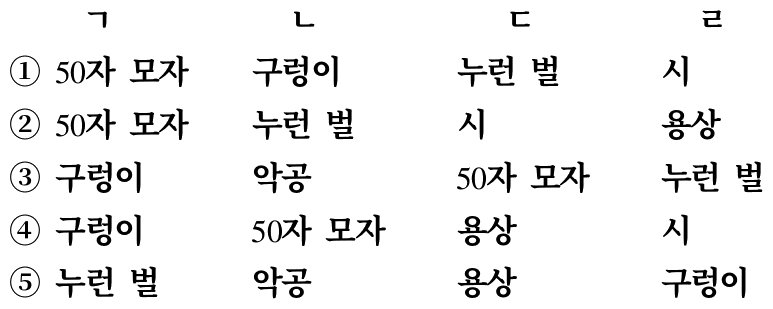 ㄱ ㄴ ㄷ ㄹ
① 50자 모자 구렁이 누런 벌 시
② 50자 모자 누런 벌 시 용상
③ 구렁이 악공 50자 모자 누런 벌
④ 구렁이 50자 모자 용상 시
⑤ 누런 벌 악공 용상 구렁이